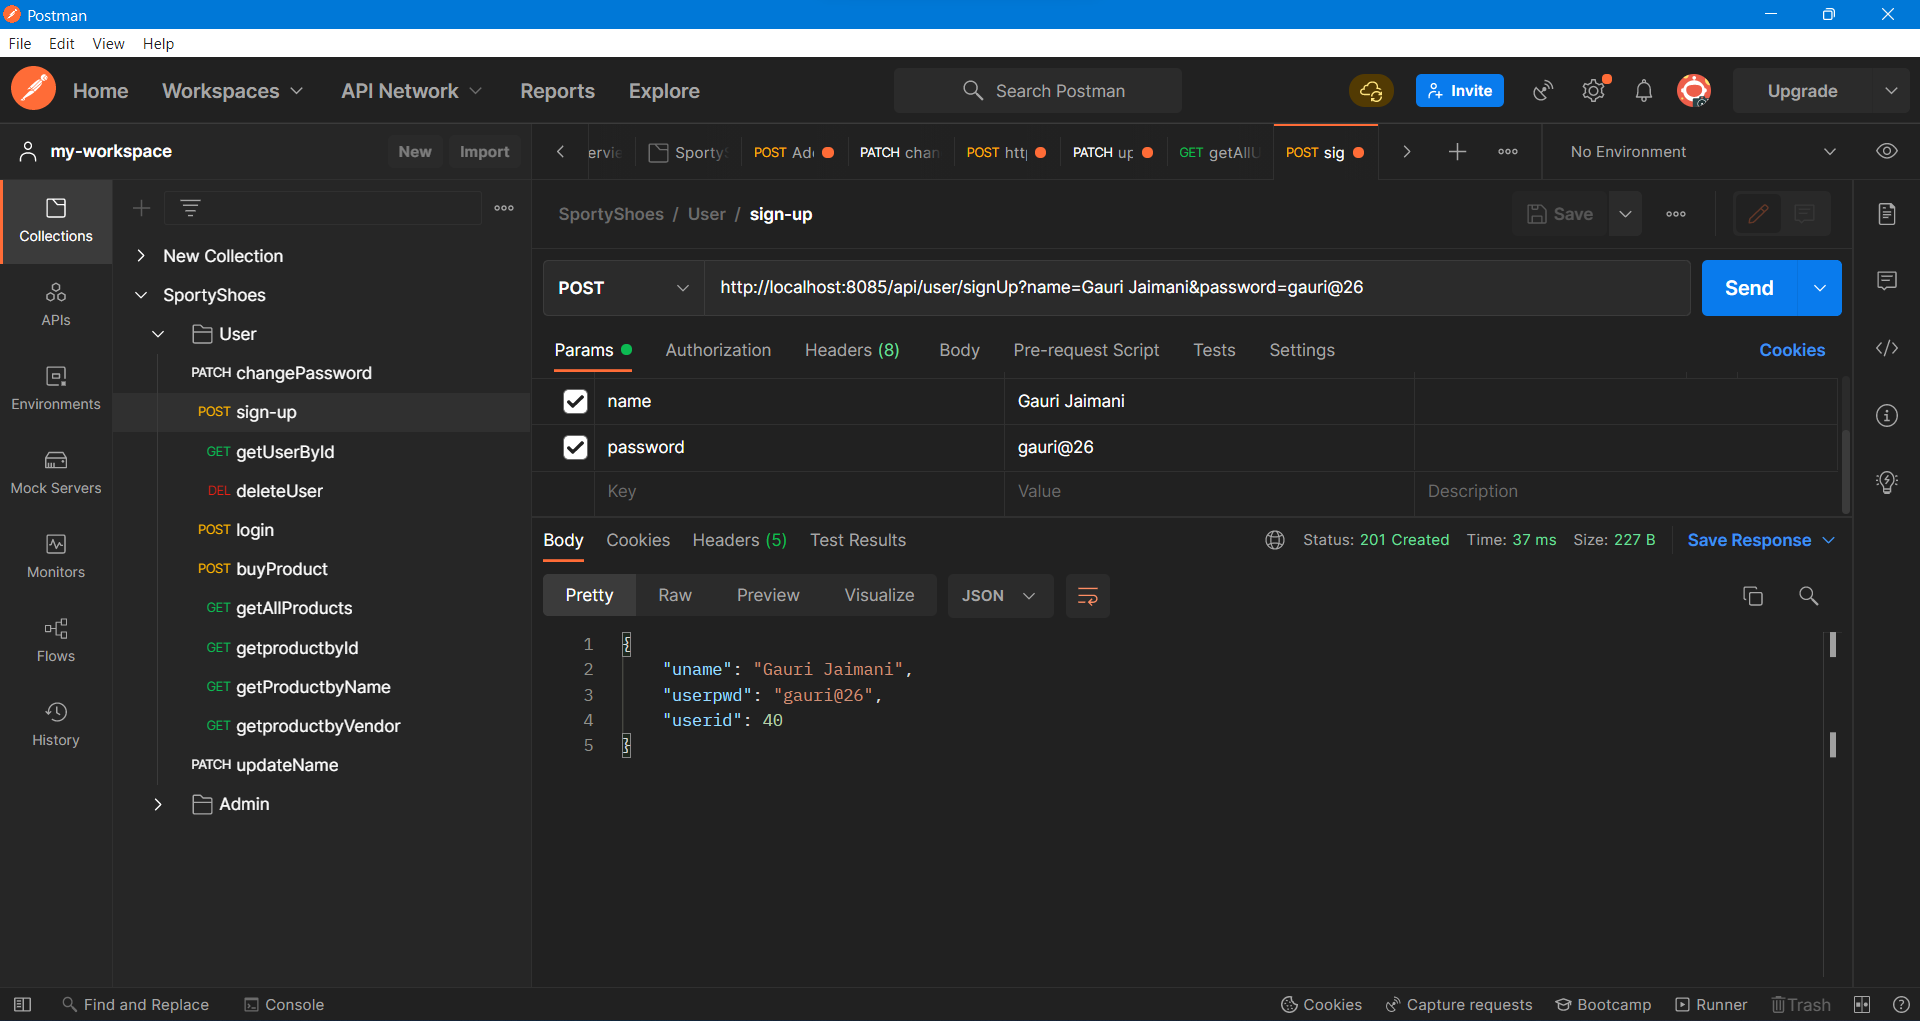 Postman
File Edit View Help
Home Workspaces API Network Reports Explore Search Postman Invite Upgrade
my-workspace New Import
ervie Sporty POST Ad PATCH chan POST htt PATCH up GET getAllU POST sig No Environment
Collections
APIs
Environments
Mock Servers
Monitors
Flows
History
New Collection
SportyShoes
User
PATCH changePassword
POST sign-up
GET getUserById
DEL deleteUser
POST login
POST buyProduct
GET getAllProducts
GET getproductbyId
GET getProductbyName
GET getproductbyVendor
PATCH updateName
Admin
SportyShoes / User / sign-up Save
POST http://localhost:8085/api/user/signUp?name=Gauri Jaimani&password=gauri@26 Send
Params Authorization Headers (8) Body Pre-request Script Tests Settings Cookies
name Gauri Jaimani
password gauri@26
Key Value Description
Body Cookies Headers (5) Test Results Status: 201 Created Time: 37 ms Size: 227 B Save Response
Pretty Raw Preview Visualize JSON
1 {
2 "uname": "Gauri Jaimani",
3 "userpwd": "gauri@26",
4 "userid": 40
5 }
Find and Replace Console Cookies Capture requests Bootcamp Runner Trash